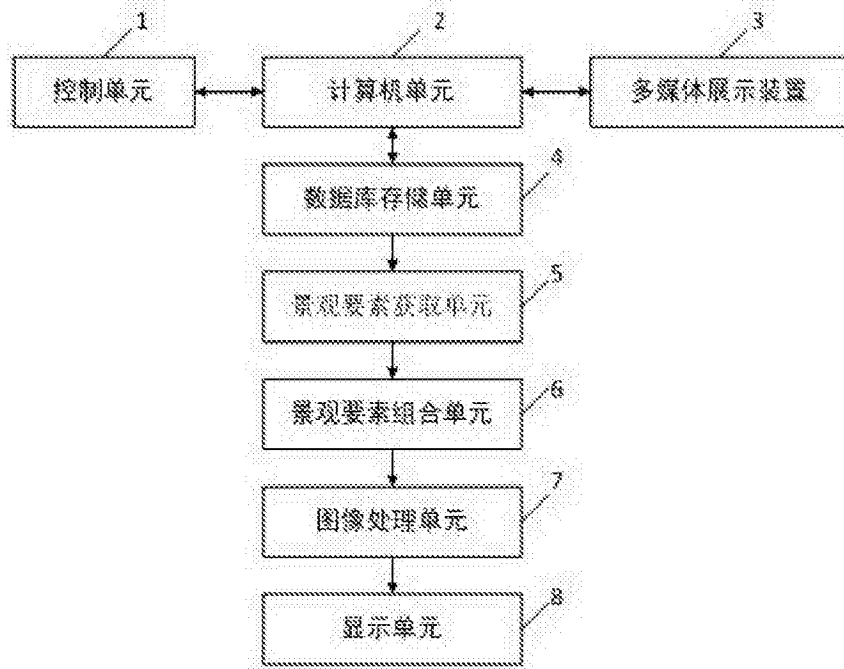 1
2
3
控制单元
计算机单元
多媒体展示装置
4
数据库存储单元
5
景观要素获取单元
6
景观要素组合单元
7
图像处理单元
8
显示单元